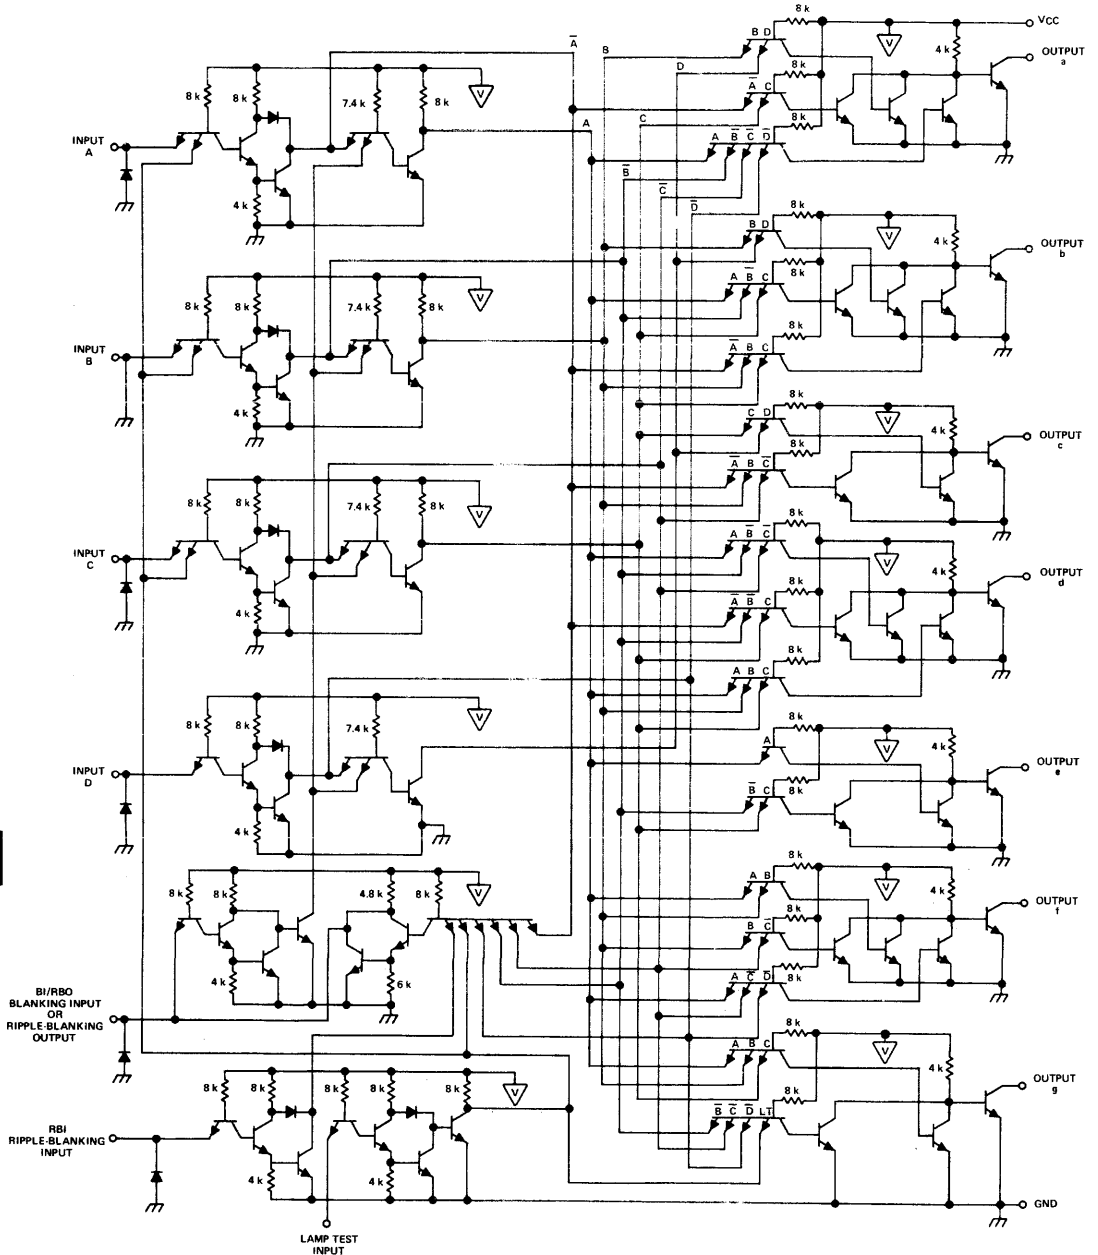 8 k
VCC
B D
V
4 k
OUTPUT
a
A̅
B
D
8 k
A̅ C
C
8 k
A B̅ C̅ D̅
A
B̅
C̅
D̅
8 k
8 k
7.4 k
8 k
V
INPUT
A
4 k
8 k
B D
V
4 k
OUTPUT
b
8 k
A B̅ C
8 k
A̅ B C
8 k
8 k
7.4 k
8 k
V
INPUT
B
4 k
8 k
C D
V
4 k
OUTPUT
c
8 k
A̅ B C̅
8 k
8 k
7.4 k
8 k
V
INPUT
C
4 k
8 k
A B̅ C̅
V
4 k
OUTPUT
d
8 k
A̅ B̅ C
8 k
A B C
8 k
8 k
7.4 k
V
INPUT
D
4 k
8 k
A
V
4 k
OUTPUT
e
8 k
B̅ C
8 k
8 k
4.8 k
8 k
V
4 k
6 k
BI/RBO
BLANKING INPUT
OR
RIPPLE-BLANKING
OUTPUT
8 k
A B
V
4 k
OUTPUT
f
8 k
B C̅
8 k
A C̅ D̅
8 k
A B C
V
4 k
OUTPUT
g
8 k
B̅ C̅ D̅ LT
8 k
8 k
8 k
8 k
8 k
V
RBI
RIPPLE-BLANKING
INPUT
4 k
4 k
GND
LAMP TEST
INPUT